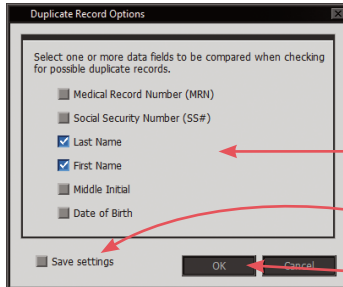 Duplicate Record Options
Select one or more data fields to be compared when checking
for possible duplicate records.
Medical Record Number (MRN)
Social Security Number (SS#)
Last Name
First Name
Middle Initial
Date of Birth
Save settings
OK
Cancel